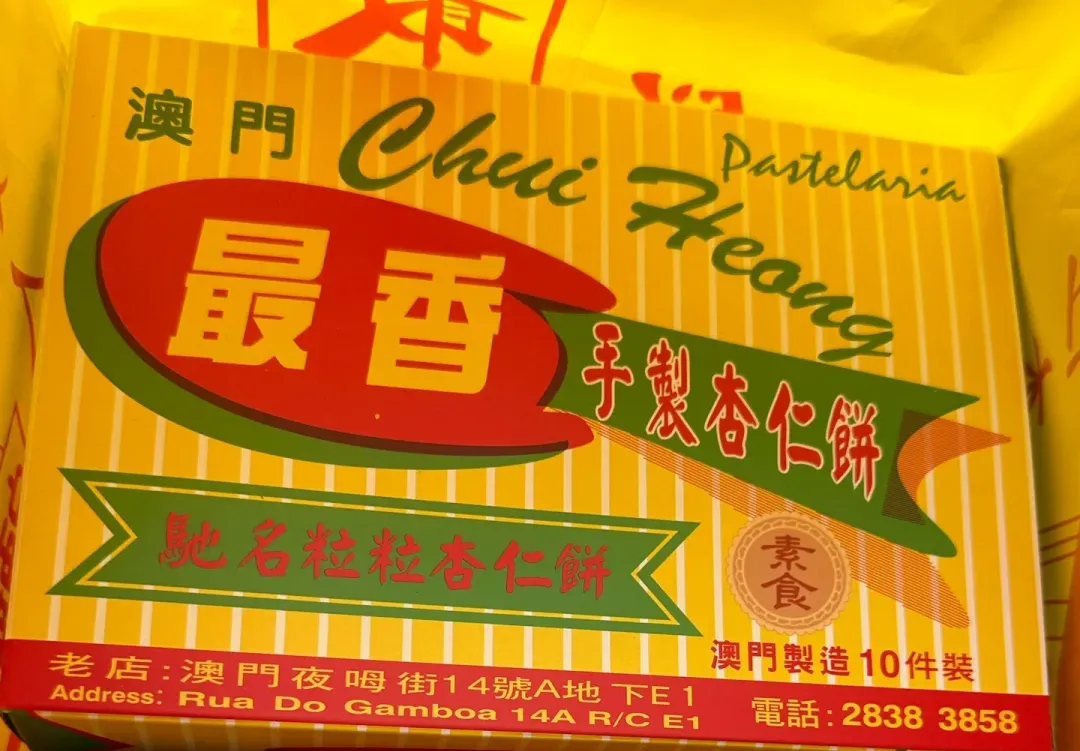 澳門 Chui Heong
Pastelaria
最香
手製杏仁餅
馳名粒粒杏仁餅
素食
澳門製造 10件裝
老店:澳門夜呣街14號A地下E1
Address: Rua Do Gamboa 14A R/C E1
電話: 2838 3858